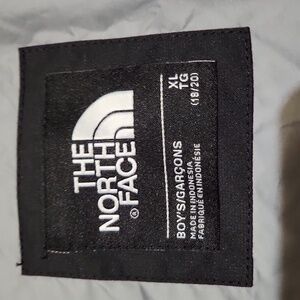 THE
NORTH
FACE®
XL
TG
(18/20)
BOY'S/GARÇONS
MADE IN INDONESIA
FABRIQUÉ EN INDONÉSIE